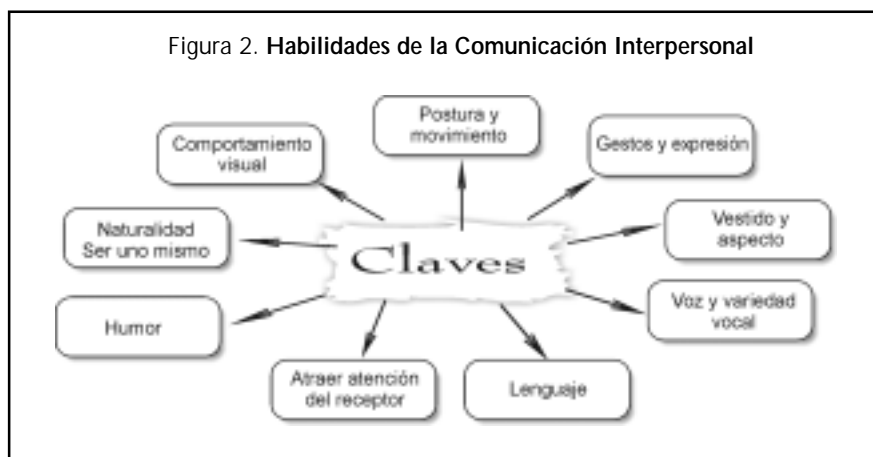 Figura 2. Habilidades de la Comunicación Interpersonal
Postura y
movimiento
Comportamiento
visual
Gestos y expresión
Naturalidad
Ser uno mismo
Vestido y
aspecto
Claves
Humor
Voz y variedad
vocal
Atraer atención
del receptor
Lenguaje